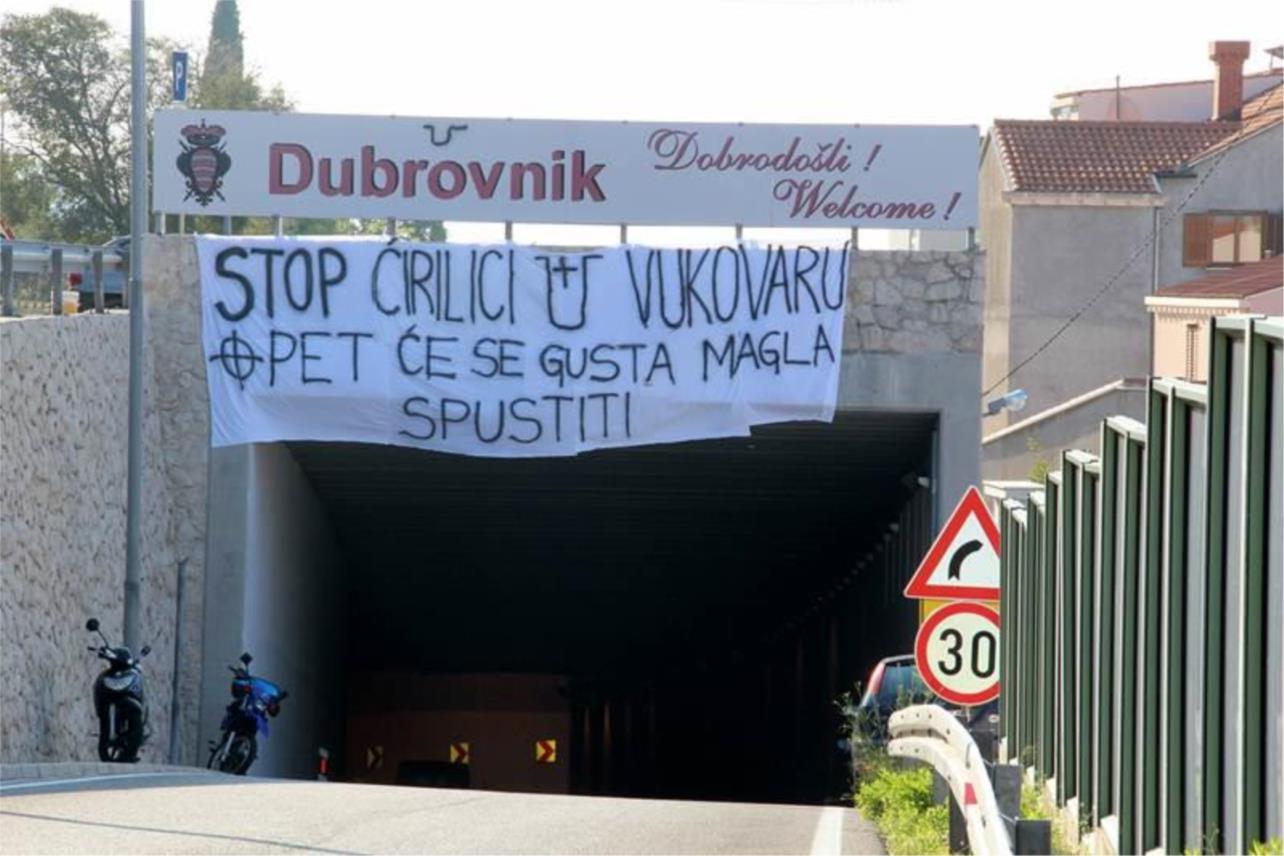 P
Dubrovnik
Dobrodošli !
Welcome !
STOP ĆIRILICI U VUKOVARU
OPET ĆE SE GUSTA MAGLA
SPUSTITI
30